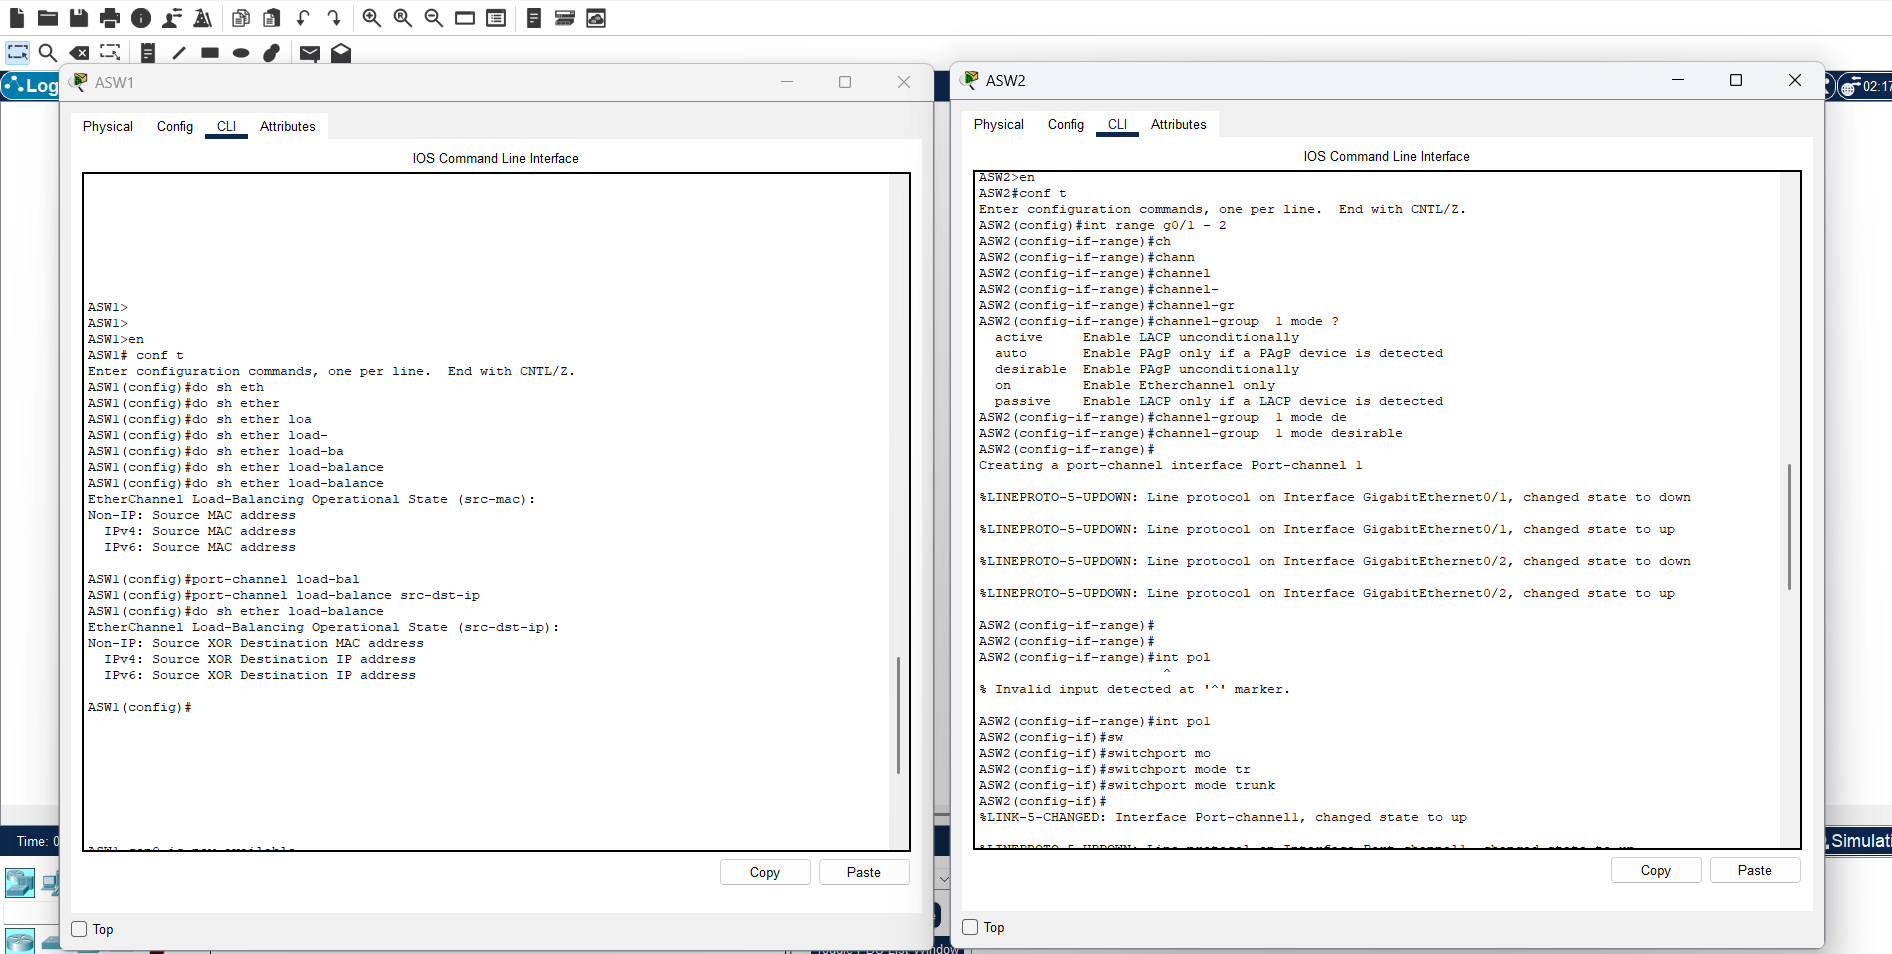 Log
02:17
ASW1
Physical
Config
CLI
Attributes
IOS Command Line Interface
ASW1>
ASW1>
ASW1>en
ASW1# conf t
Enter configuration commands, one per line.  End with CNTL/Z.
ASW1(config)#do sh eth
ASW1(config)#do sh ether
ASW1(config)#do sh ether loa
ASW1(config)#do sh ether load-
ASW1(config)#do sh ether load-ba
ASW1(config)#do sh ether load-balance
ASW1(config)#do sh ether load-balance
EtherChannel Load-Balancing Operational State (src-mac):
Non-IP: Source MAC address
  IPv4: Source MAC address
  IPv6: Source MAC address
ASW1(config)#port-channel load-bal
ASW1(config)#port-channel load-balance src-dst-ip
ASW1(config)#do sh ether load-balance
EtherChannel Load-Balancing Operational State (src-dst-ip):
Non-IP: Source XOR Destination MAC address
  IPv4: Source XOR Destination IP address
  IPv6: Source XOR Destination IP address
ASW1(config)#
ASW1 con0 is now available
Copy
Paste
Top
ASW2
Physical
Config
CLI
Attributes
IOS Command Line Interface
ASW2>en
ASW2#conf t
Enter configuration commands, one per line.  End with CNTL/Z.
ASW2(config)#int range g0/1 - 2
ASW2(config-if-range)#ch
ASW2(config-if-range)#chann
ASW2(config-if-range)#channel
ASW2(config-if-range)#channel-
ASW2(config-if-range)#channel-gr
ASW2(config-if-range)#channel-group  1 mode ?
  active     Enable LACP unconditionally
  auto       Enable PAgP only if a PAgP device is detected
  desirable  Enable PAgP unconditionally
  on         Enable Etherchannel only
  passive    Enable LACP only if a LACP device is detected
ASW2(config-if-range)#channel-group  1 mode de
ASW2(config-if-range)#channel-group  1 mode desirable
ASW2(config-if-range)#
Creating a port-channel interface Port-channel 1
%LINEPROTO-5-UPDOWN: Line protocol on Interface GigabitEthernet0/1, changed state to down
%LINEPROTO-5-UPDOWN: Line protocol on Interface GigabitEthernet0/1, changed state to up
%LINEPROTO-5-UPDOWN: Line protocol on Interface GigabitEthernet0/2, changed state to down
%LINEPROTO-5-UPDOWN: Line protocol on Interface GigabitEthernet0/2, changed state to up
ASW2(config-if-range)#
ASW2(config-if-range)#
ASW2(config-if-range)#int pol
^
% Invalid input detected at '^' marker.
ASW2(config-if-range)#int po1
ASW2(config-if)#sw
ASW2(config-if)#switchport mo
ASW2(config-if)#switchport mode tr
ASW2(config-if)#switchport mode trunk
ASW2(config-if)#
%LINK-5-CHANGED: Interface Port-channel1, changed state to up
%LINEPROTO-5-UPDOWN: Line protocol on Interface Port-channel1, changed state to up
Copy
Paste
Top
Time: 0
Simulati